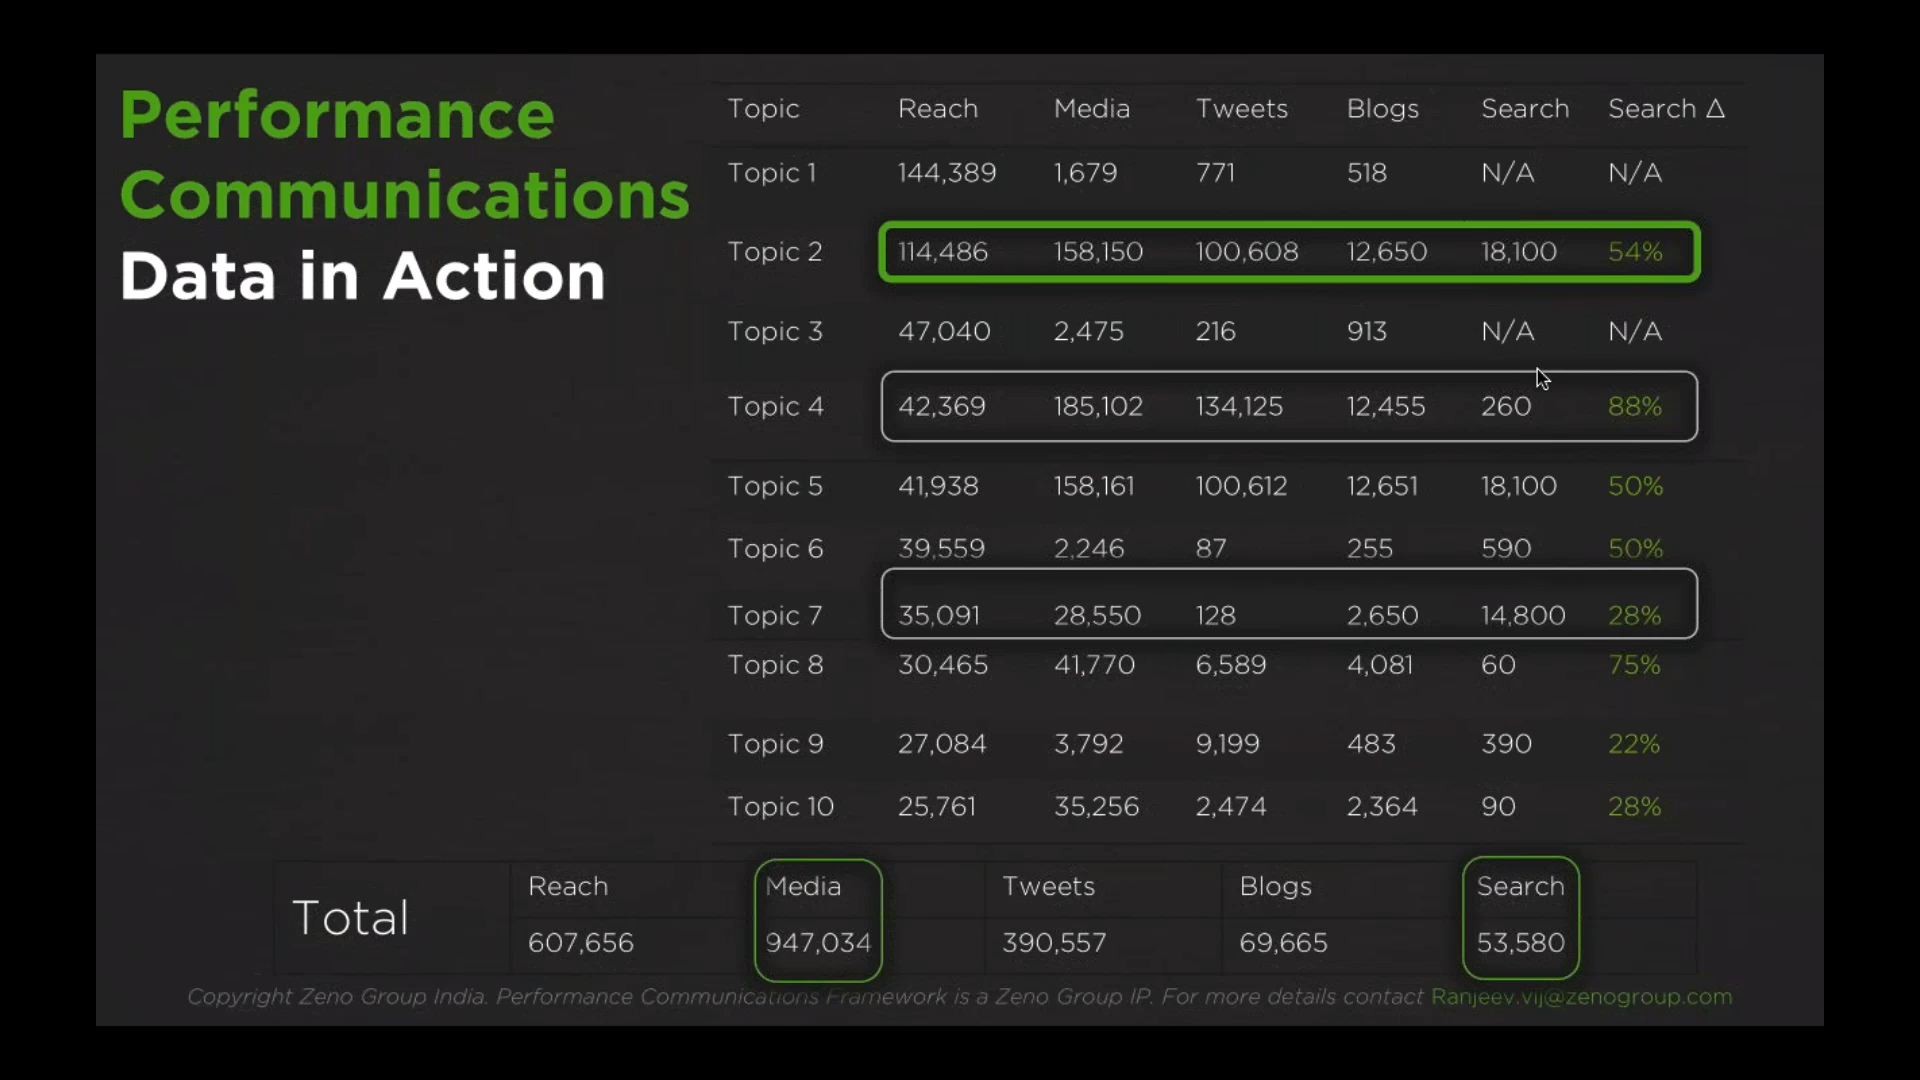 Performance
Communications
Data in Action
Topic Reach Media Tweets Blogs Search Search Δ
Topic 1 144,389 1,679 771 518 N/A N/A
Topic 2 114,486 158,150 100,608 12,650 18,100 54%
Topic 3 47,040 2,475 216 913 N/A N/A
Topic 4 42,369 185,102 134,125 12,455 260 88%
Topic 5 41,938 158,161 100,612 12,651 18,100 50%
Topic 6 39,559 2,246 87 255 590 50%
Topic 7 35,091 28,550 128 2,650 14,800 28%
Topic 8 30,465 41,770 6,589 4,081 60 75%
Topic 9 27,084 3,792 9,199 483 390 22%
Topic 10 25,761 35,256 2,474 2,364 90 28%
Total
Reach Media Tweets Blogs Search
607,656 947,034 390,557 69,665 53,580
Copyright Zeno Group India. Performance Communications Framework is a Zeno Group IP. For more details contact Ranjeev.vij@zenogroup.com